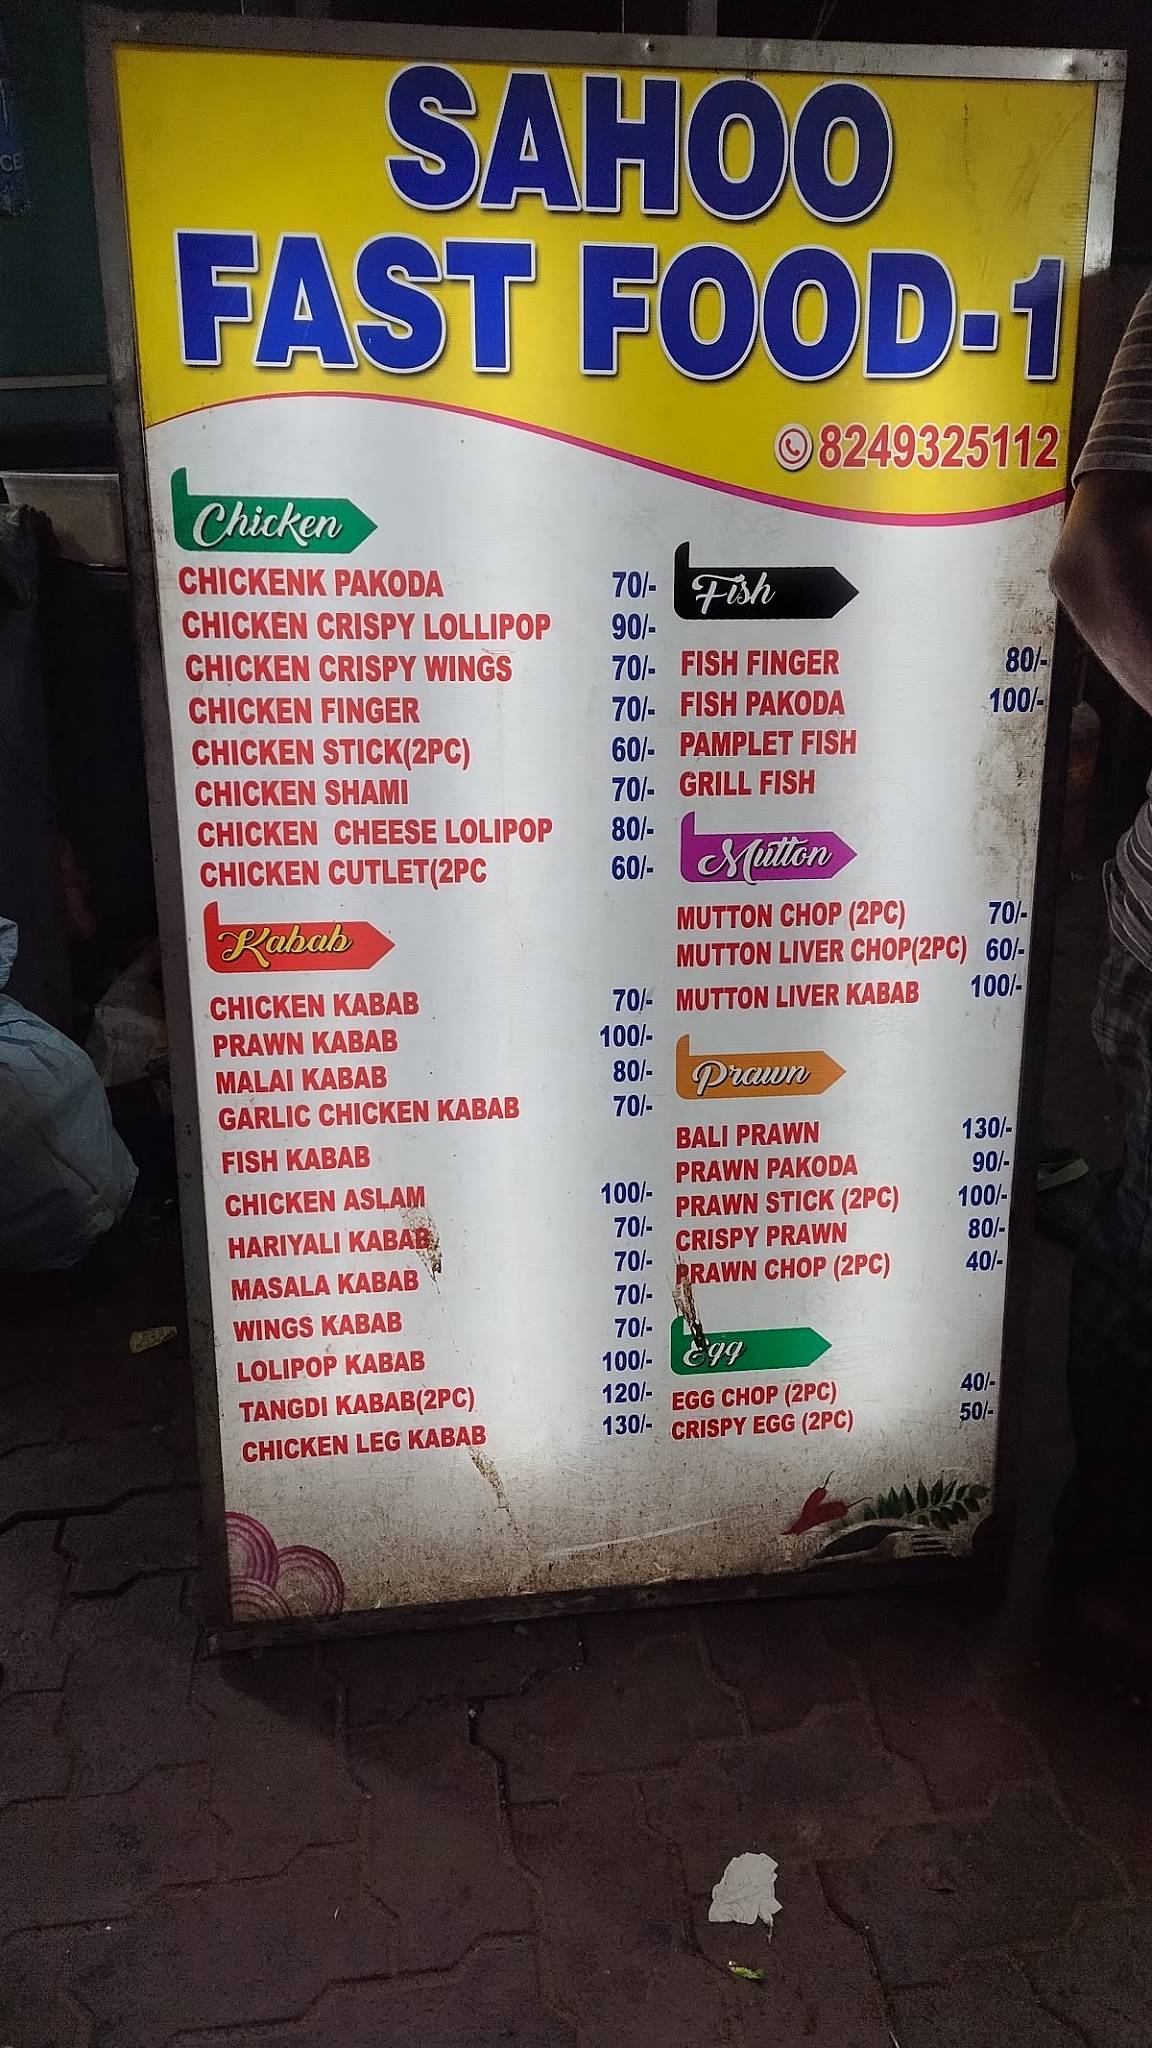 SAHOO
FAST FOOD-1
8249325112
Chicken
CHICKENK PAKODA 70/-
CHICKEN CRISPY LOLLIPOP 90/-
CHICKEN CRISPY WINGS 70/-
CHICKEN FINGER 70/-
CHICKEN STICK(2PC) 60/-
CHICKEN SHAMI 70/-
CHICKEN CHEESE LOLIPOP 80/-
CHICKEN CUTLET(2PC 60/-
Kabab
CHICKEN KABAB 70/-
PRAWN KABAB 100/-
MALAI KABAB 80/-
GARLIC CHICKEN KABAB 70/-
FISH KABAB 100/-
CHICKEN ASLAM 70/-
HARIYALI KABAB 70/-
MASALA KABAB 70/-
WINGS KABAB 70/-
LOLIPOP KABAB 100/-
TANGDI KABAB(2PC) 120/-
CHICKEN LEG KABAB 130/-
Fish
FISH FINGER 80/-
FISH PAKODA 100/-
PAMPLET FISH
GRILL FISH
Mutton
MUTTON CHOP (2PC) 70/-
MUTTON LIVER CHOP(2PC) 60/-
MUTTON LIVER KABAB 100/-
Prawn
BALI PRAWN 130/-
PRAWN PAKODA 90/-
PRAWN STICK (2PC) 100/-
CRISPY PRAWN 80/-
PRAWN CHOP (2PC) 40/-
Egg
EGG CHOP (2PC) 40/-
CRISPY EGG (2PC) 50/-